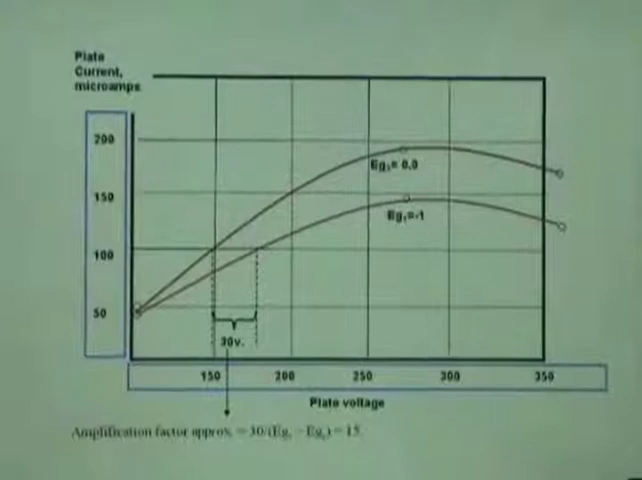 Plate
Current,
microamps
200
150
100
50
Eg₁= 0.0
Eg₁=-1
30v.
150 200 250 300 350
Plate voltage
Amplification factor approx. = 30/(Eg₁ - Eg₁) = 15